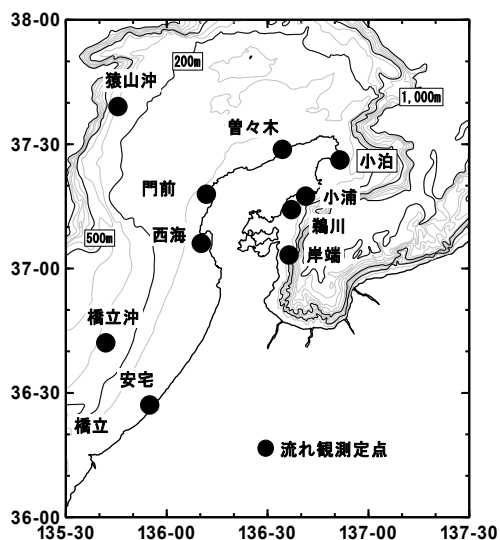 38-00
200m
猿山沖
1,000m
曽々木
37-30
小泊
門前
小浦
鵜川
西海
500m
岸端
37-00
橋立沖
安宅
36-30
橋立
流れ観測定点
36-00
135-30
136-00
136-30
137-00
137-30